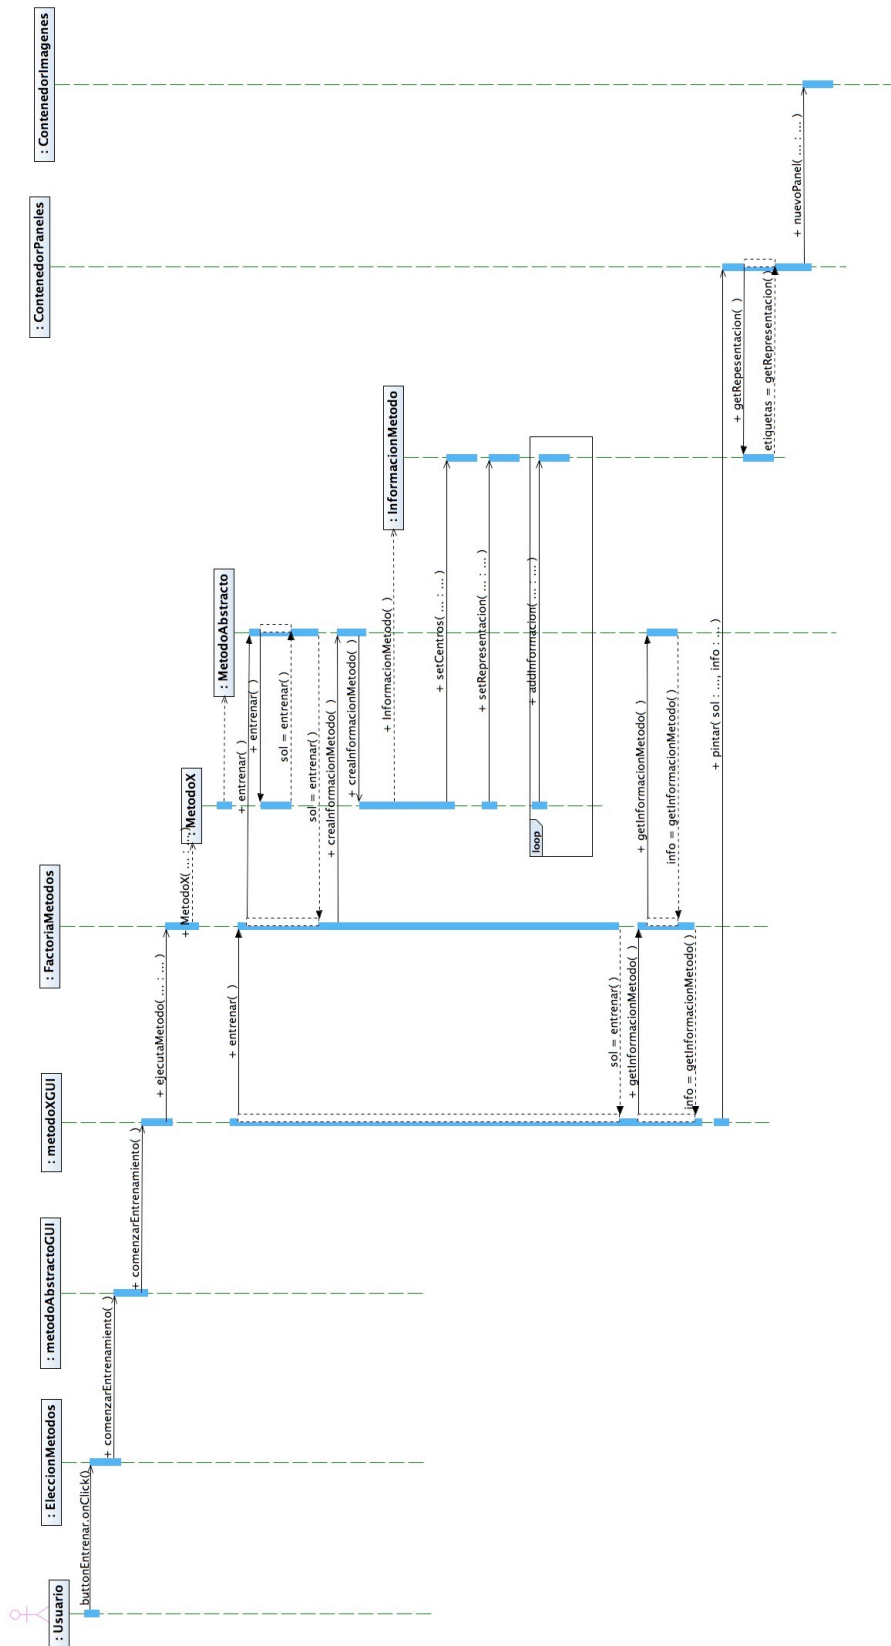 : Usuario
: EleccionMetodos
: metodoAbstractoGUI
: metodoXGUI
: FactoriaMetodos
: MetodoX
: MetodoAbstracto
: InformacionMetodo
: ContenedorPaneles
: ContenedorImagenes
buttonEntrenar.onClick()
+ comenzarEntrenamiento( )
+ comenzarEntrenamiento( )
+ ejecutaMetodo( ... : ... )
+ MetodoX( ... : ... )
+ entrenar( )
+ entrenar( )
+ entrenar( )
sol = entrenar( )
sol = entrenar( )
+ creaInformacionMetodo( )
+ creaInformacionMetodo( )
+ InformacionMetodo( )
+ setCentros( ... : ... )
+ setRepresentacion( ... : ... )
loop
+ addInformacion( ... : ... )
sol = entrenar( )
+ getInformacionMetodo( )
+ getInformacionMetodo( )
info = getInformacionMetodo( )
info = getInformacionMetodo( )
+ pintar( sol : ..., info : ... )
+ getRepesentacion( )
etiquetas = getRepresentacion( )
+ nuevoPanel( ... : ... )